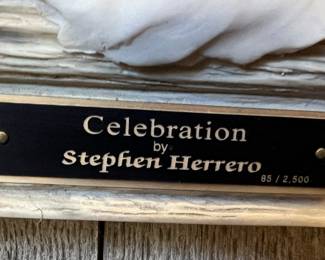 Celebration
by
Stephen Herrero
85 / 2,500